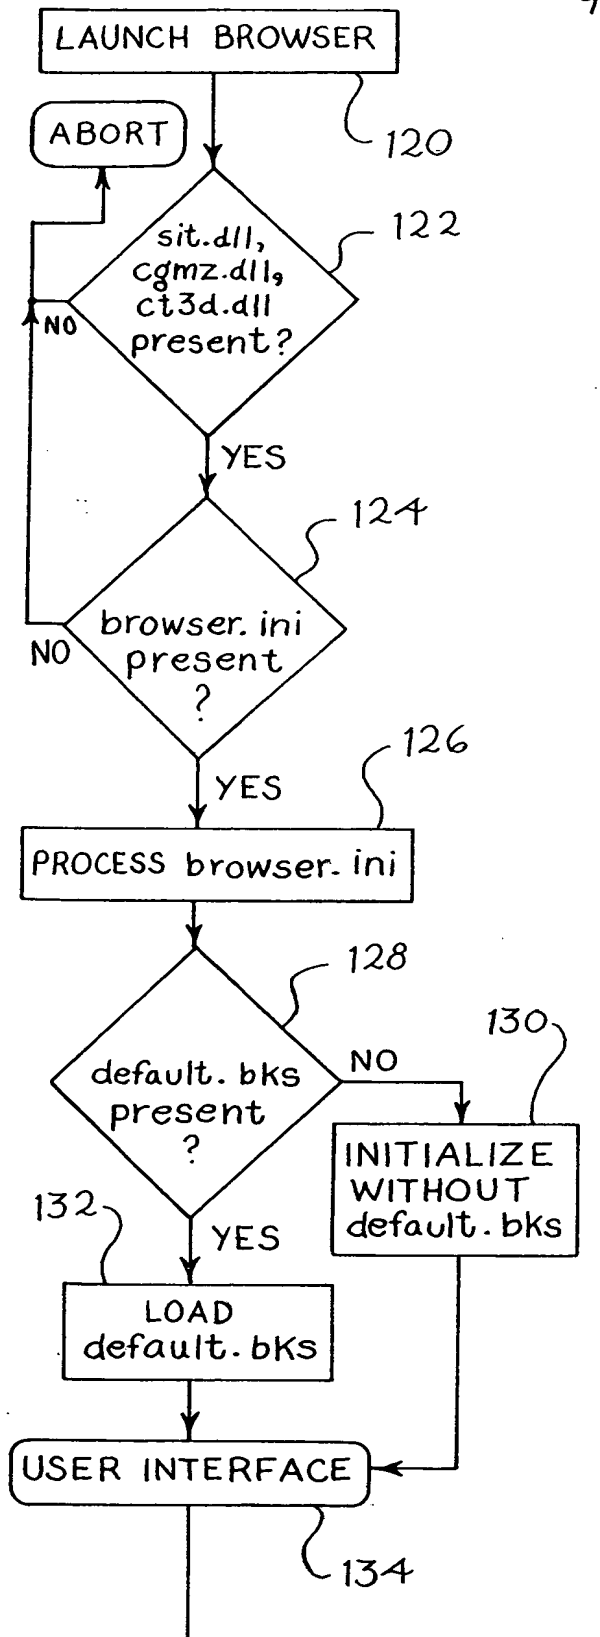 LAUNCH BROWSER
120
ABORT
122
sit.dll,
cgmz.dll,
ct3d.dll
present?
NO
YES
124
browser.ini
present
?
NO
YES
126
PROCESS browser.ini
128
default.bks
present
?
NO
130
INITIALIZE
WITHOUT
default.bks
132
YES
LOAD
default.bks
USER INTERFACE
134